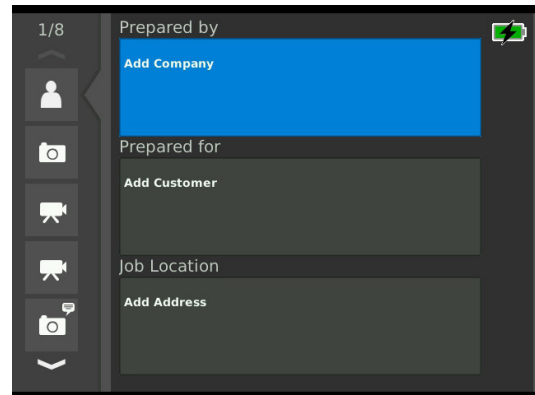 1/8
Prepared by
Add Company
Prepared for
Add Customer
Job Location
Add Address